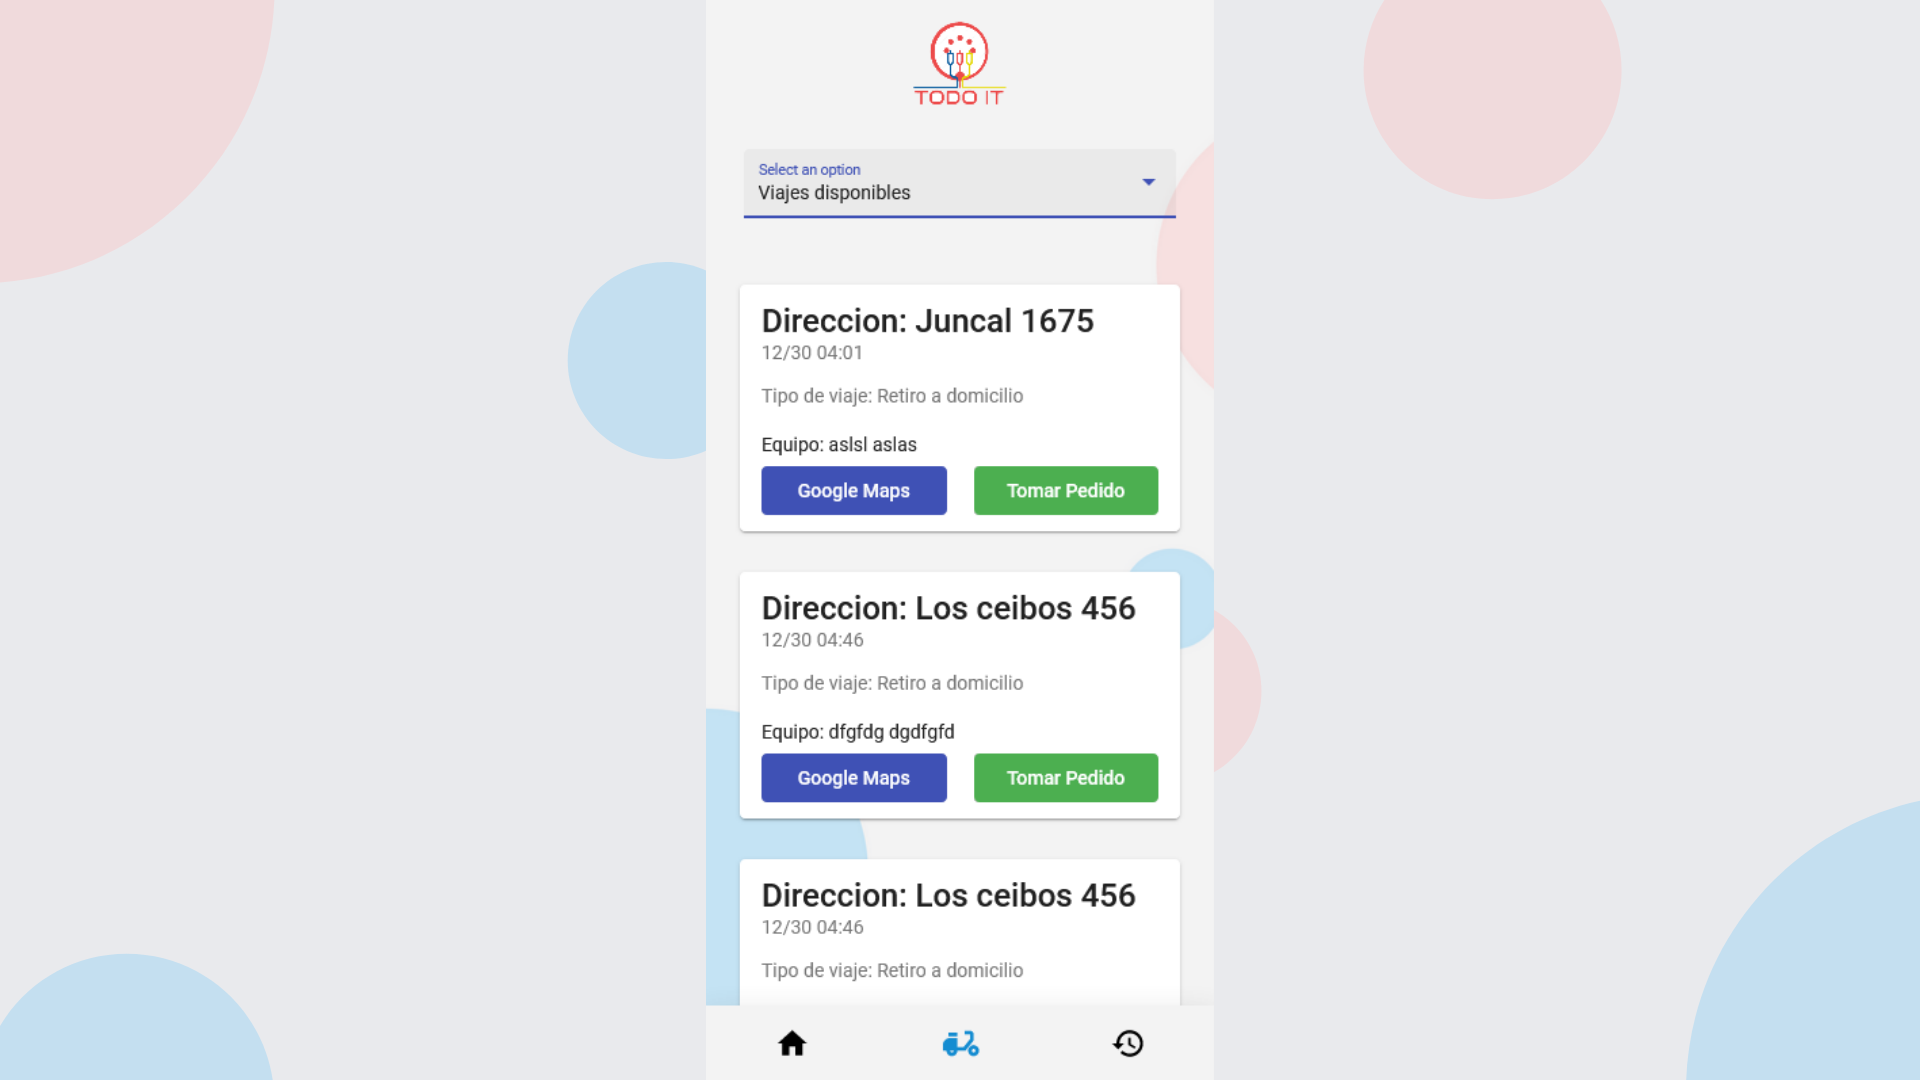 TODO IT
Select an option
Viajes disponibles
Direccion: Juncal 1675
12/30 04:01
Tipo de viaje: Retiro a domicilio
Equipo: aslsl aslas
Google Maps
Tomar Pedido
Direccion: Los ceibos 456
12/30 04:46
Tipo de viaje: Retiro a domicilio
Equipo: dfgfdg dgdfgfd
Google Maps
Tomar Pedido
Direccion: Los ceibos 456
12/30 04:46
Tipo de viaje: Retiro a domicilio